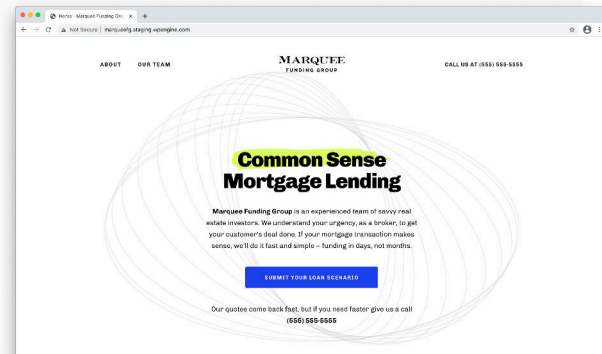 Home - Marquee Funding Gro
Not Secure | marqueefg.staging.wpengine.com
ABOUT OUR TEAM
MARQUEE
FUNDING GROUP
CALL US AT (555) 555-5555
Common Sense
Mortgage Lending
Marquee Funding Group is an experienced team of savvy real
estate investors. We understand your urgency, as a broker, to get
your customer's deal done. If your mortgage transaction makes
sense, we'll do it fast and simple – funding in days, not months.
SUBMIT YOUR LOAN SCENARIO
Our quotes come back fast, but if you need faster give us a call
(555) 555-5555